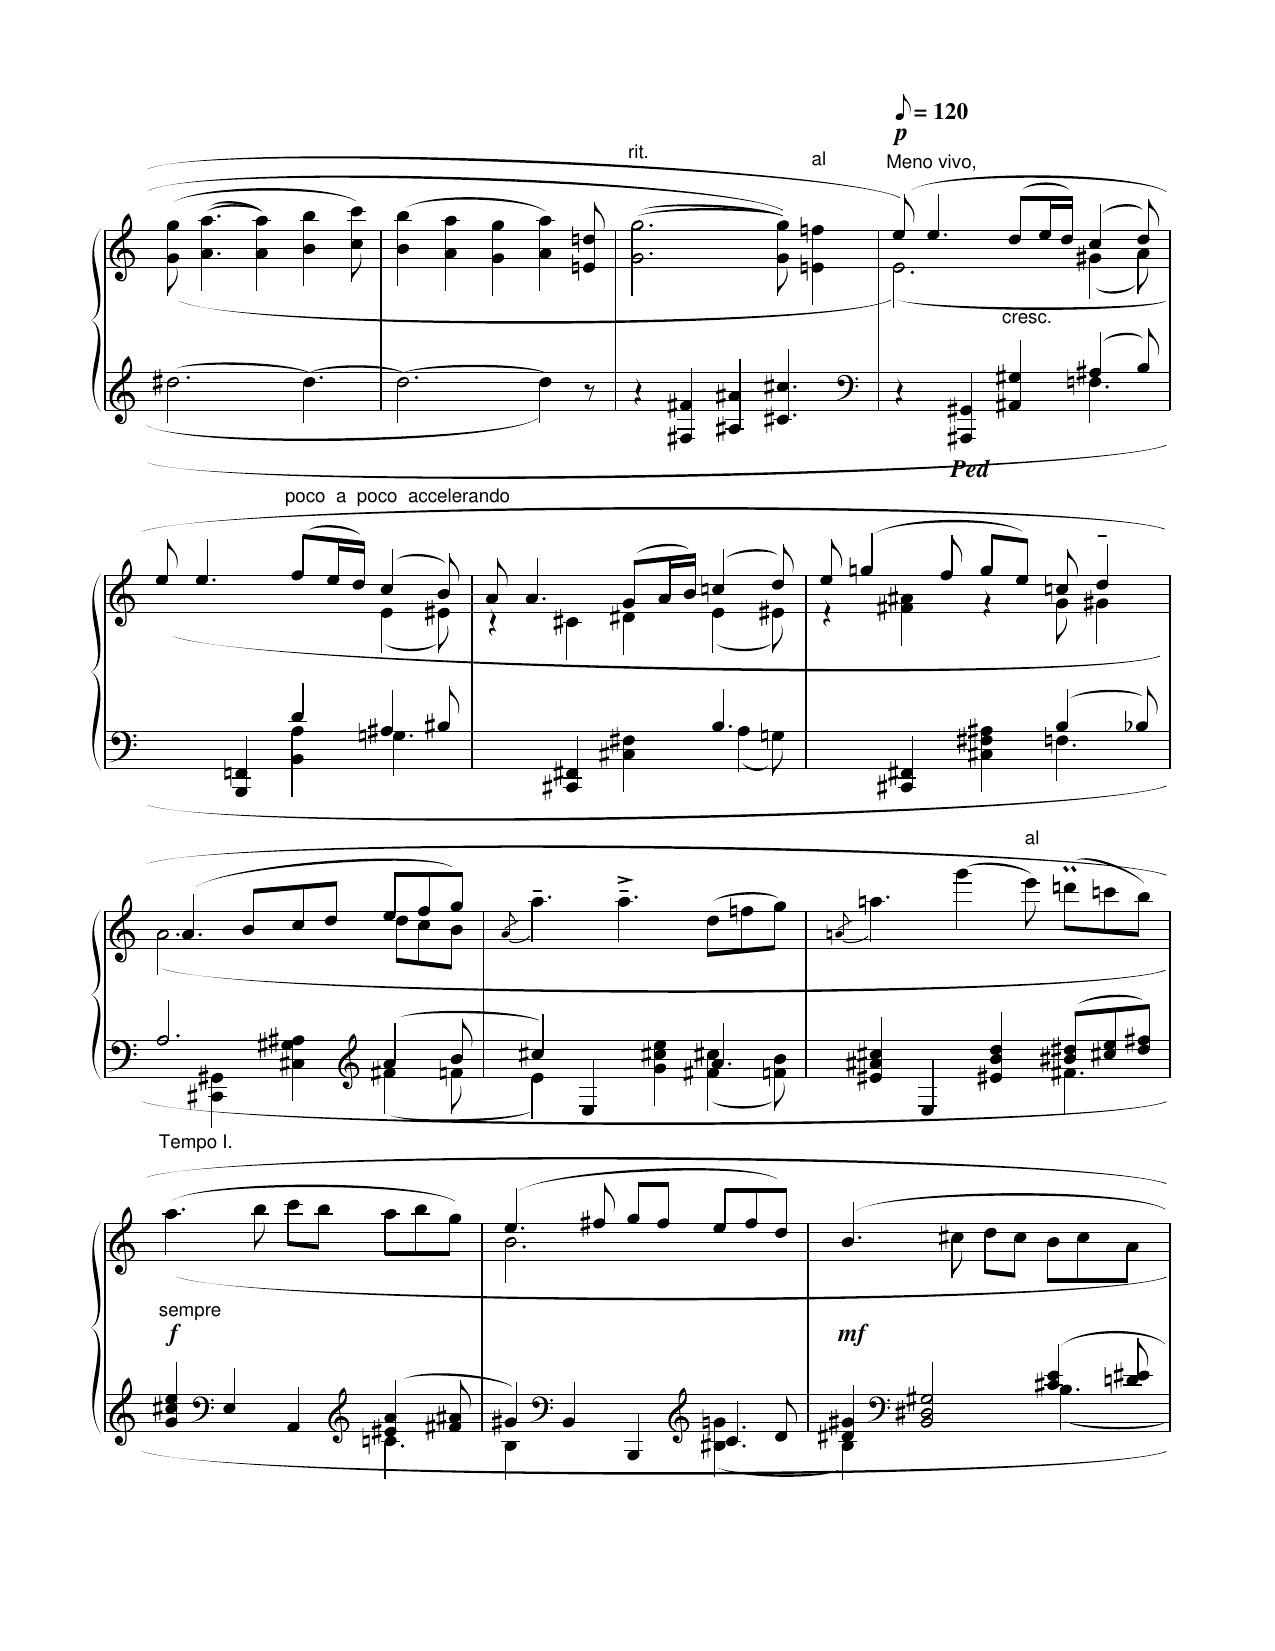 = 120
p
rit.
al
Meno vivo,
cresc.
Ped
poco a poco accelerando
al
Tempo I.
sempre
f
mf